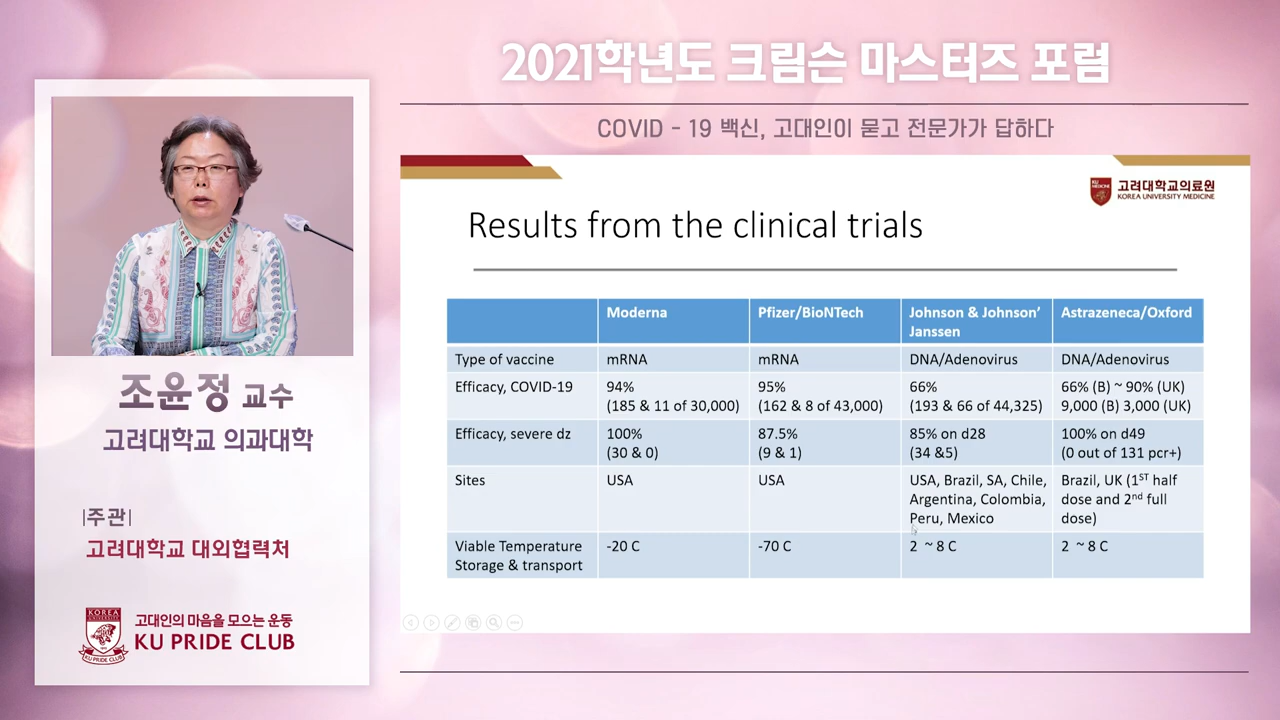 2021학년도 크림슨 마스터즈 포럼
COVID - 19 백신, 고대인이 묻고 전문가가 답하다
조윤정 교수
고려대학교 의과대학
|주관|
고려대학교 대외협력처
KOREA
UNIVERSITY
KU PRIDE CLUB
고대인의 마음을 모으는 운동
KU PRIDE CLUB
KU
MEDICINE
고려대학교의료원
KOREA UNIVERSITY MEDICINE
Results from the clinical trials
Moderna
Pfizer/BioNTech
Johnson & Johnson’
Janssen
Astrazeneca/Oxford
Type of vaccine
mRNA
mRNA
DNA/Adenovirus
DNA/Adenovirus
Efficacy, COVID-19
94%
(185 & 11 of 30,000)
95%
(162 & 8 of 43,000)
66%
(193 & 66 of 44,325)
66% (B) ~ 90% (UK)
9,000 (B) 3,000 (UK)
Efficacy, severe dz
100%
(30 & 0)
87.5%
(9 & 1)
85% on d28
(34 &5)
100% on d49
(0 out of 131 pcr+)
Sites
USA
USA
USA, Brazil, SA, Chile,
Argentina, Colombia,
Peru, Mexico
Brazil, UK (1ST half
dose and 2nd full
dose)
Viable Temperature
Storage & transport
-20 C
-70 C
2 ~ 8 C
2 ~ 8 C